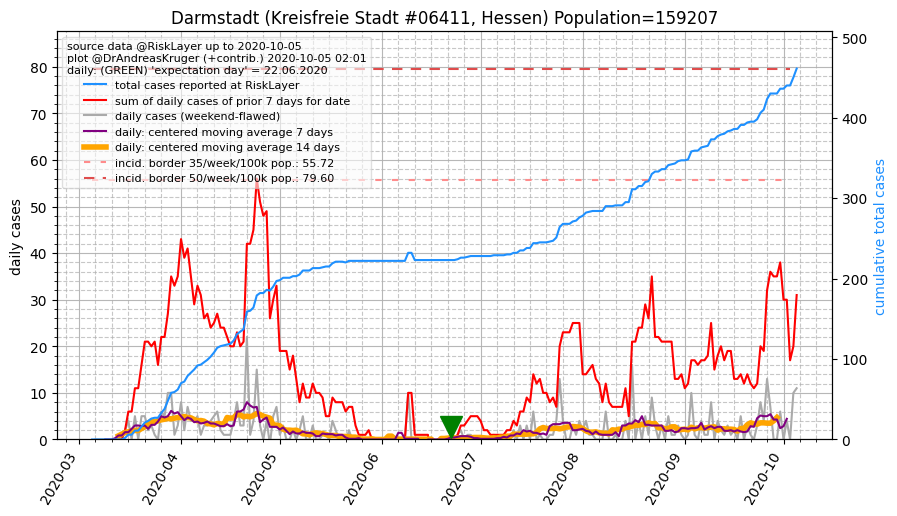 Darmstadt (Kreisfreie Stadt #06411, Hessen) Population=159207
source data @RiskLayer up to 2020-10-05
plot @DrAndreasKruger (+contrib.) 2020-10-05 02:01
daily: (GREEN) 'expectation day' = 22.06.2020
total cases reported at RiskLayer
sum of daily cases of prior 7 days for date
daily cases (weekend-flawed)
daily: centered moving average 7 days
daily: centered moving average 14 days
incid. border 35/week/100k pop.: 55.72
incid. border 50/week/100k pop.: 79.60
daily cases
80
70
60
50
40
30
20
10
0
cumulative total cases
500
400
300
200
100
0
2020-03
2020-04
2020-05
2020-06
2020-07
2020-08
2020-09
2020-10